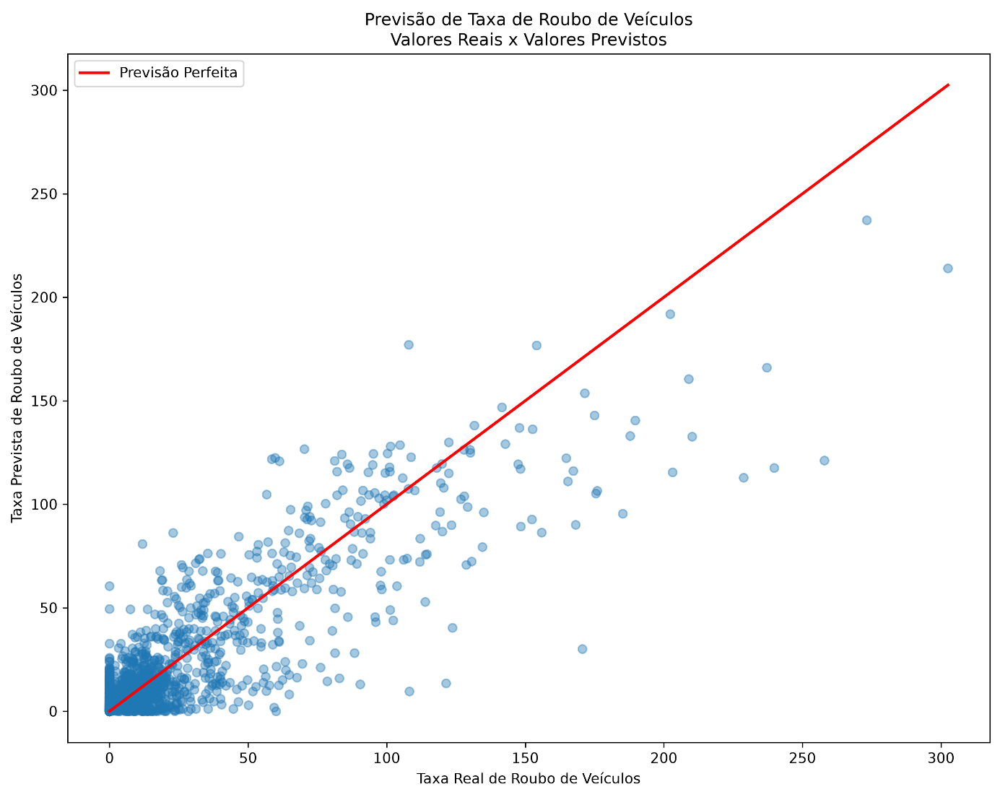 Previsão de Taxa de Roubo de Veículos
Valores Reais x Valores Previstos
Previsão Perfeita
300
250
200
150
100
50
0
Taxa Prevista de Roubo de Veículos
0 50 100 150 200 250 300
Taxa Real de Roubo de Veículos